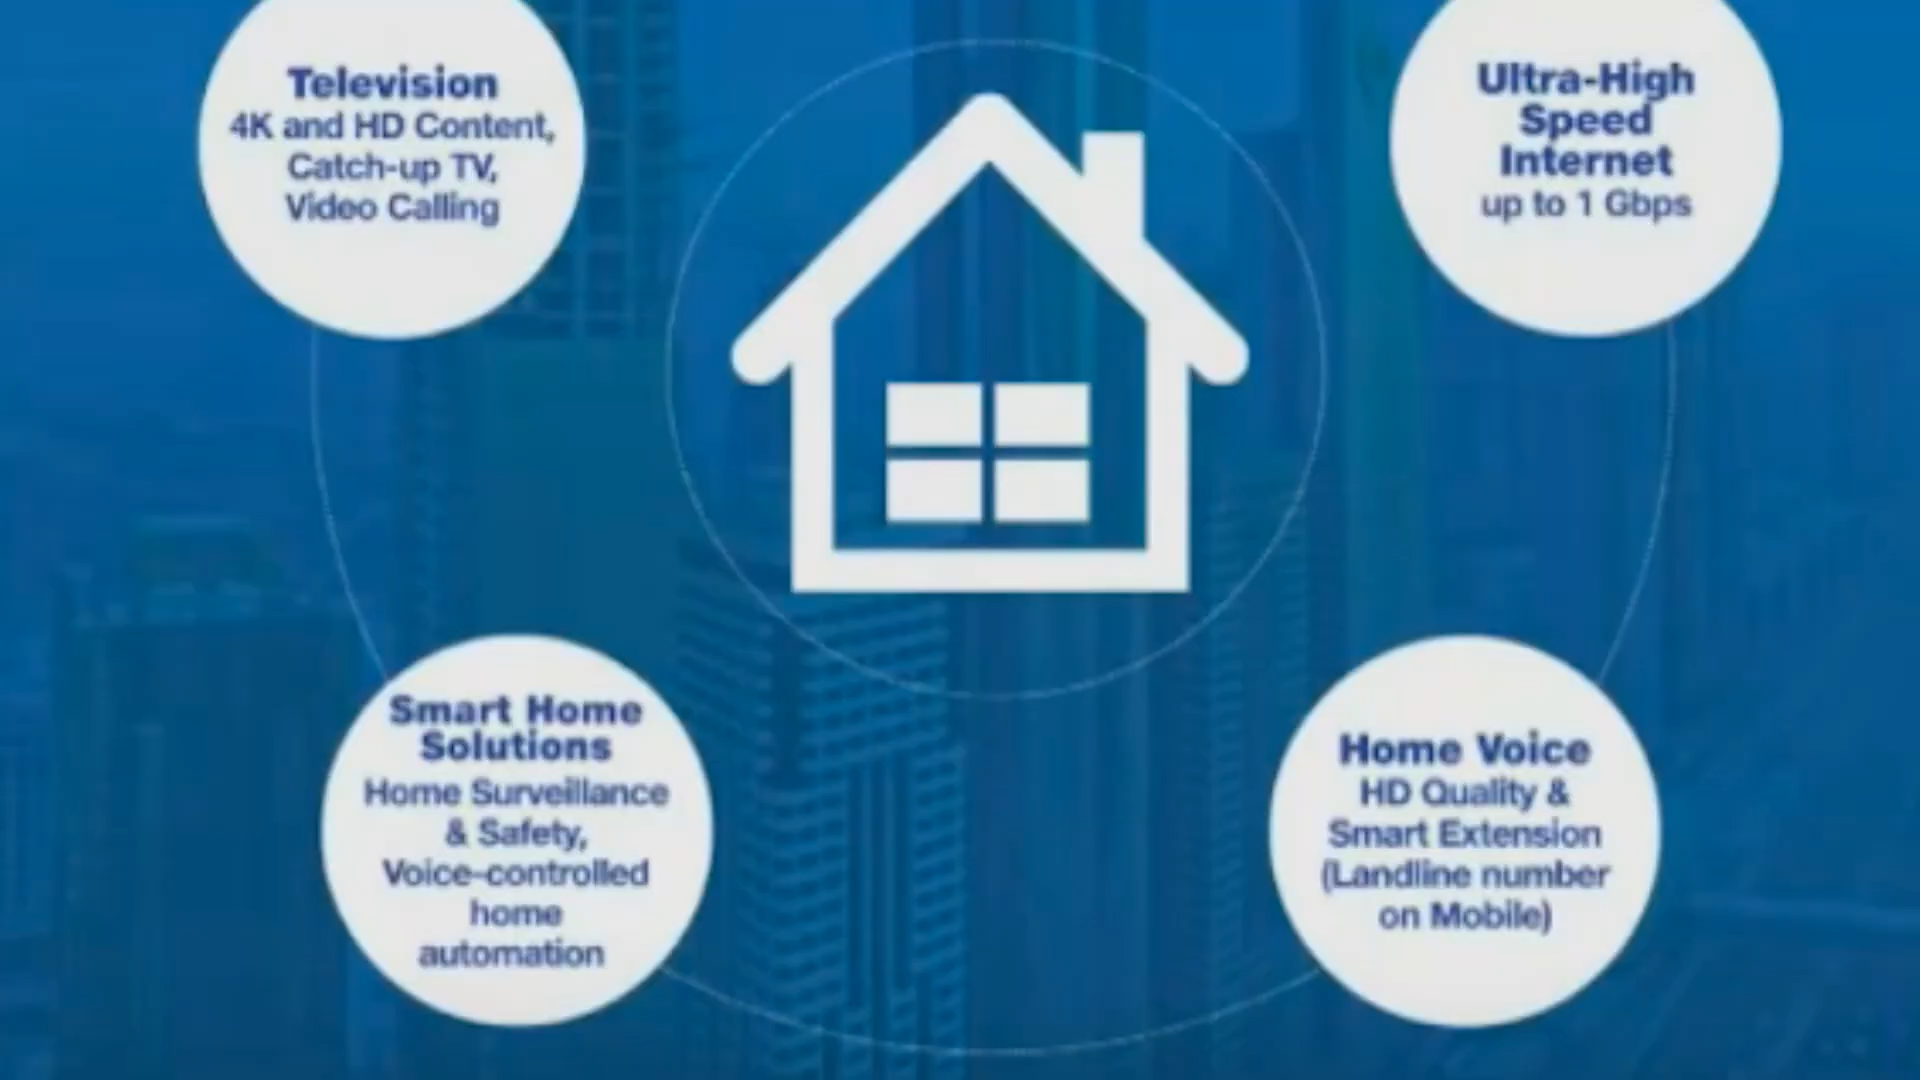 Television
4K and HD Content,
Catch-up TV,
Video Calling
Ultra-High
Speed
Internet
up to 1 Gbps
Smart Home
Solutions
Home Surveillance
& Safety,
Voice-controlled
home
automation
Home Voice
HD Quality &
Smart Extension
(Landline number
on Mobile)